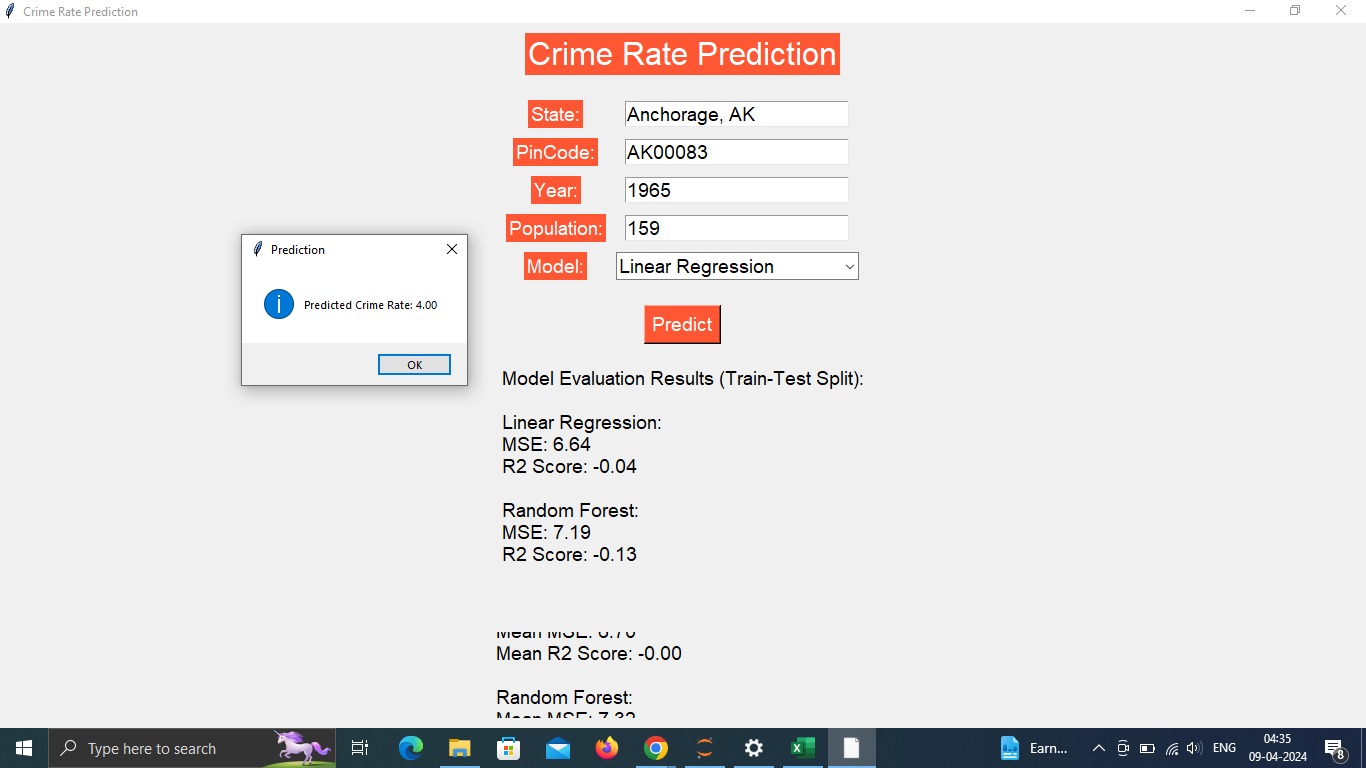 Crime Rate Prediction
Crime Rate Prediction
State: Anchorage, AK
PinCode: AK00083
Year: 1965
Population: 159
Model: Linear Regression
Predict
Prediction
Predicted Crime Rate: 4.00
OK
Model Evaluation Results (Train-Test Split):
Linear Regression:
MSE: 6.64
R2 Score: -0.04
Random Forest:
MSE: 7.19
R2 Score: -0.13
Mean MSE:
Mean R2 Score: -0.00
Random Forest:
Mean MSE: 7.32
Type here to search
Earn...
ENG
04:35
09-04-2024
8